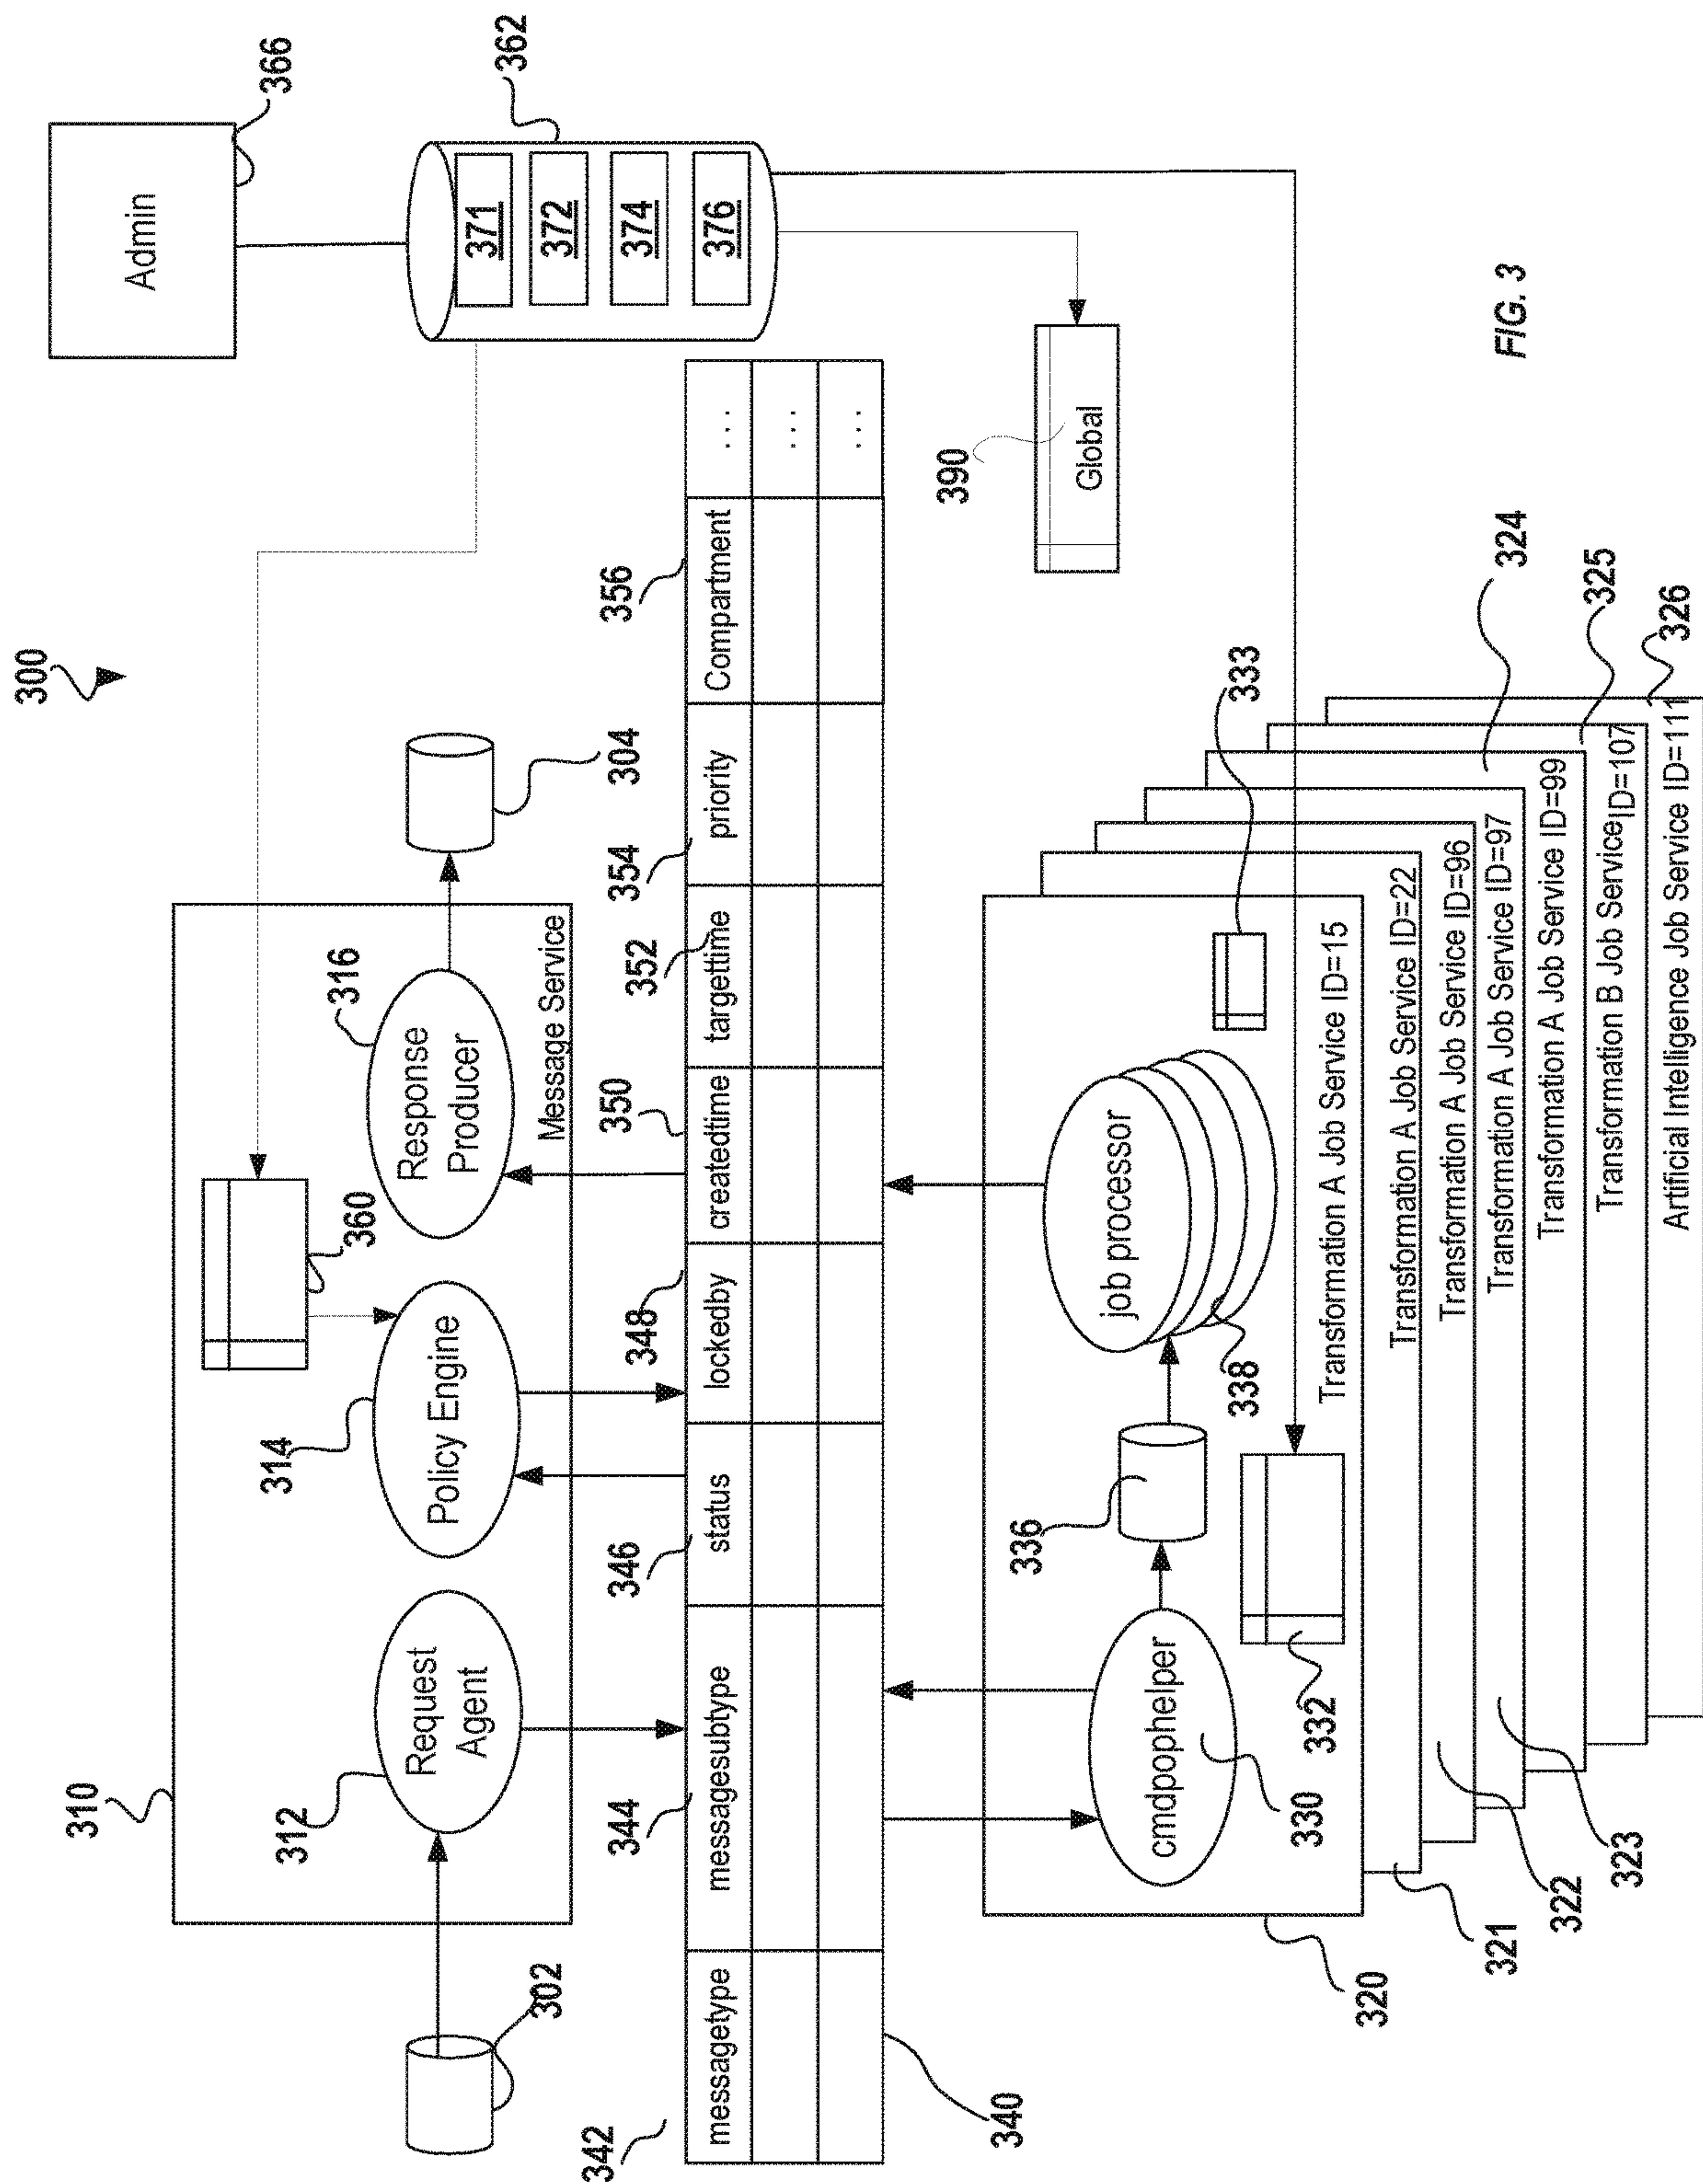 300
310
302
312
Request
Agent
314
Policy Engine
360
316
Response
Producer
Message Service
304
Admin
366
362
371
372
374
376
342
344
346
348
350
352
354
356
messagetype
messagesubtype
status
lockedby
createdtime
targettime
priority
Compartment
...
...
...
340
390
Global
cmdpophelper
330
336
332
job processor
338
333
Transformation A Job Service ID=15
Transformation A Job Service ID=22
Transformation A Job Service ID=96
Transformation A Job Service ID=97
Transformation A Job Service ID=99
Transformation B Job Service ID=107
Artificial Intelligence Job Service ID=111
320
321
322
323
324
325
326
FIG. 3